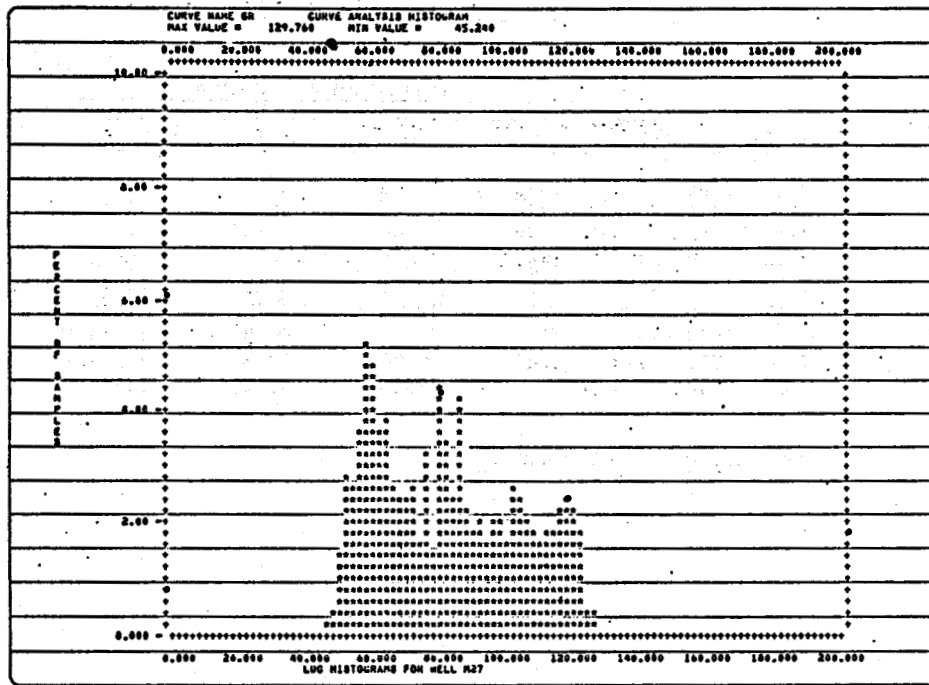 CURVE NAME GR CURVE ANALYSIS HISTOGRAM
MAX VALUE = 129.760 MIN VALUE = 45.240
0.000 20.000 40.000 60.000 80.000 100.000 120.000 140.000 160.000 180.000 200.000
10.00
8.00
PERCENT OF SAMPLES
6.00
4.00
2.00
0.000
0.000 20.000 40.000 60.000 80.000 100.000 120.000 140.000 160.000 180.000 200.000
LOG HISTOGRAMS FOR WELL M27